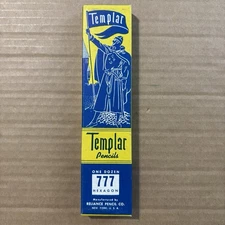 Templar
Templar
Pencils
ONE DOZEN
777
HEXAGON
Manufactured by
RELIANCE PENCIL CO.
NEW YORK, U.S.A.